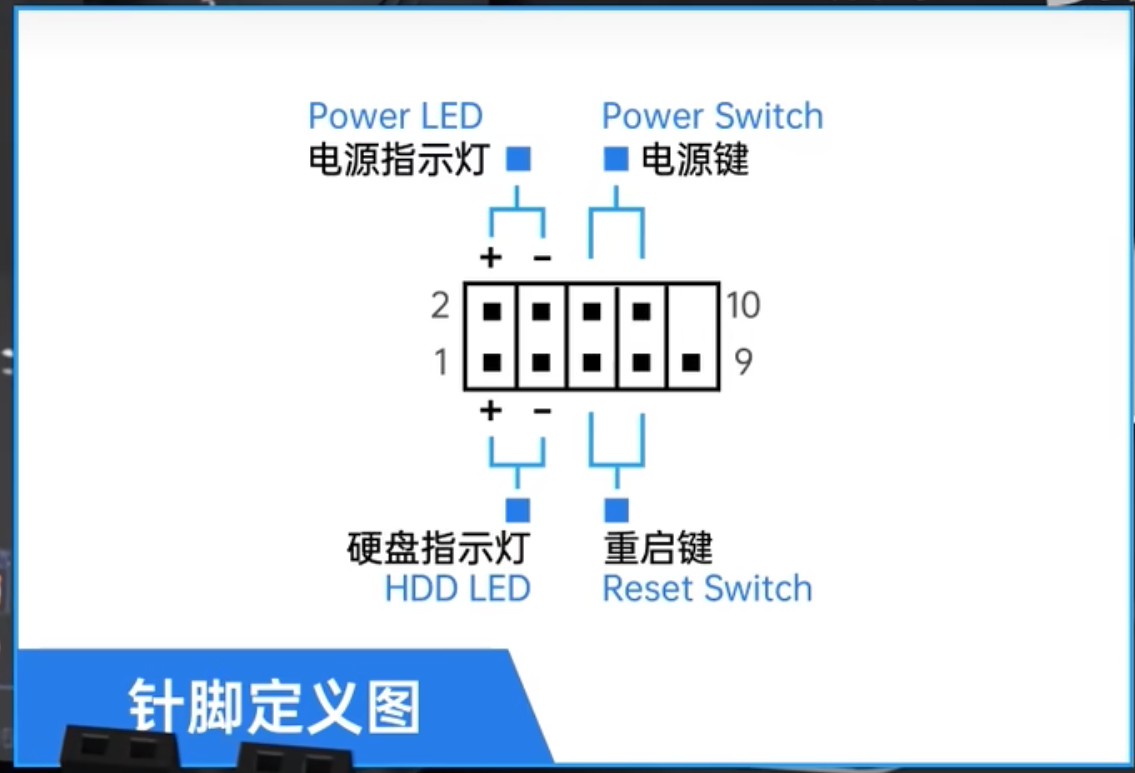 Power LED
电源指示灯
Power Switch
电源键
+ -
2
10
1
9
+ -
硬盘指示灯
HDD LED
重启键
Reset Switch
针脚定义图